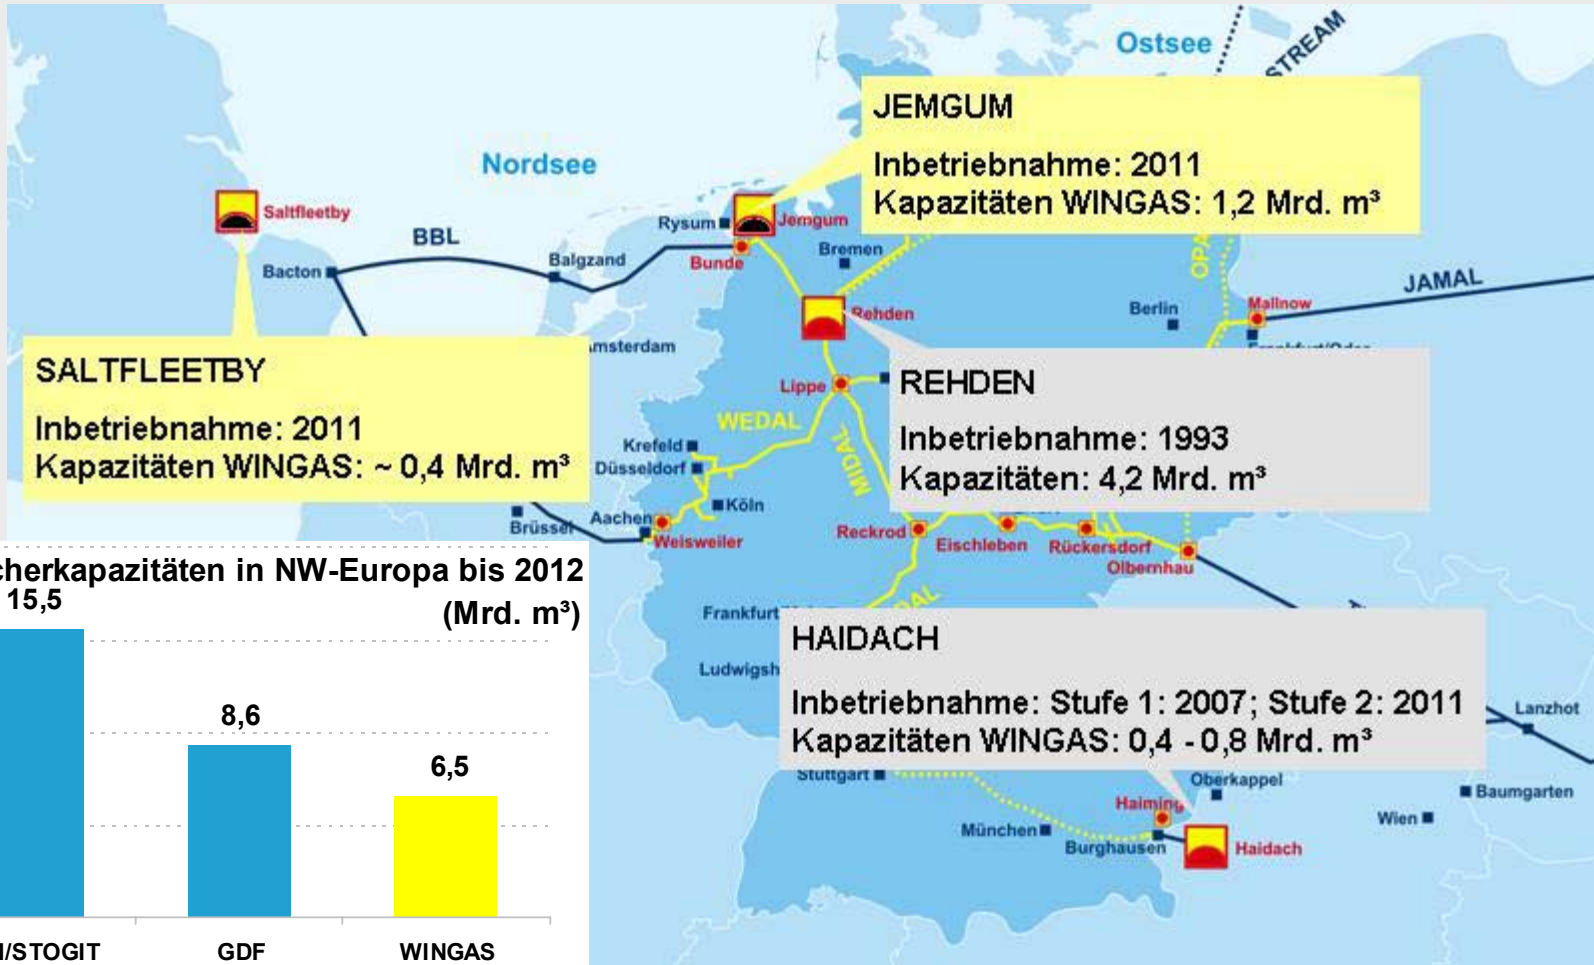 Ostsee
STREAM
JEMGUM
Inbetriebnahme: 2011
Kapazitäten WINGAS: 1,2 Mrd. m³
Nordsee
Saltfleetby
Rysum
Jemgum
BBL
Bunde
Bremen
Balgzand
Bacton
JAMAL
Mallnow
Berlin
Rehden
SALTFLEETBY
Inbetriebnahme: 2011
Kapazitäten WINGAS: ~ 0,4 Mrd. m³
Lippe
REHDEN
Inbetriebnahme: 1993
Kapazitäten: 4,2 Mrd. m³
WEDAL
MIDAL
Krefeld
Düsseldorf
Köln
Aachen
Brüssel
Weisweiler
Reckrod
Eischleben
Rückersdorf
Olbernhau
cherkapazitäten in NW-Europa bis 2012
(Mrd. m³)
15,5
8,6
6,5
I/STOGIT
GDF
WINGAS
Frankfurt
Ludwigsh
HAIDACH
Inbetriebnahme: Stufe 1: 2007; Stufe 2: 2011
Kapazitäten WINGAS: 0,4 - 0,8 Mrd. m³
Lanzhot
Stuttgart
Oberkappel
Baumgarten
Haiming
Wien
München
Burghausen
Haidach